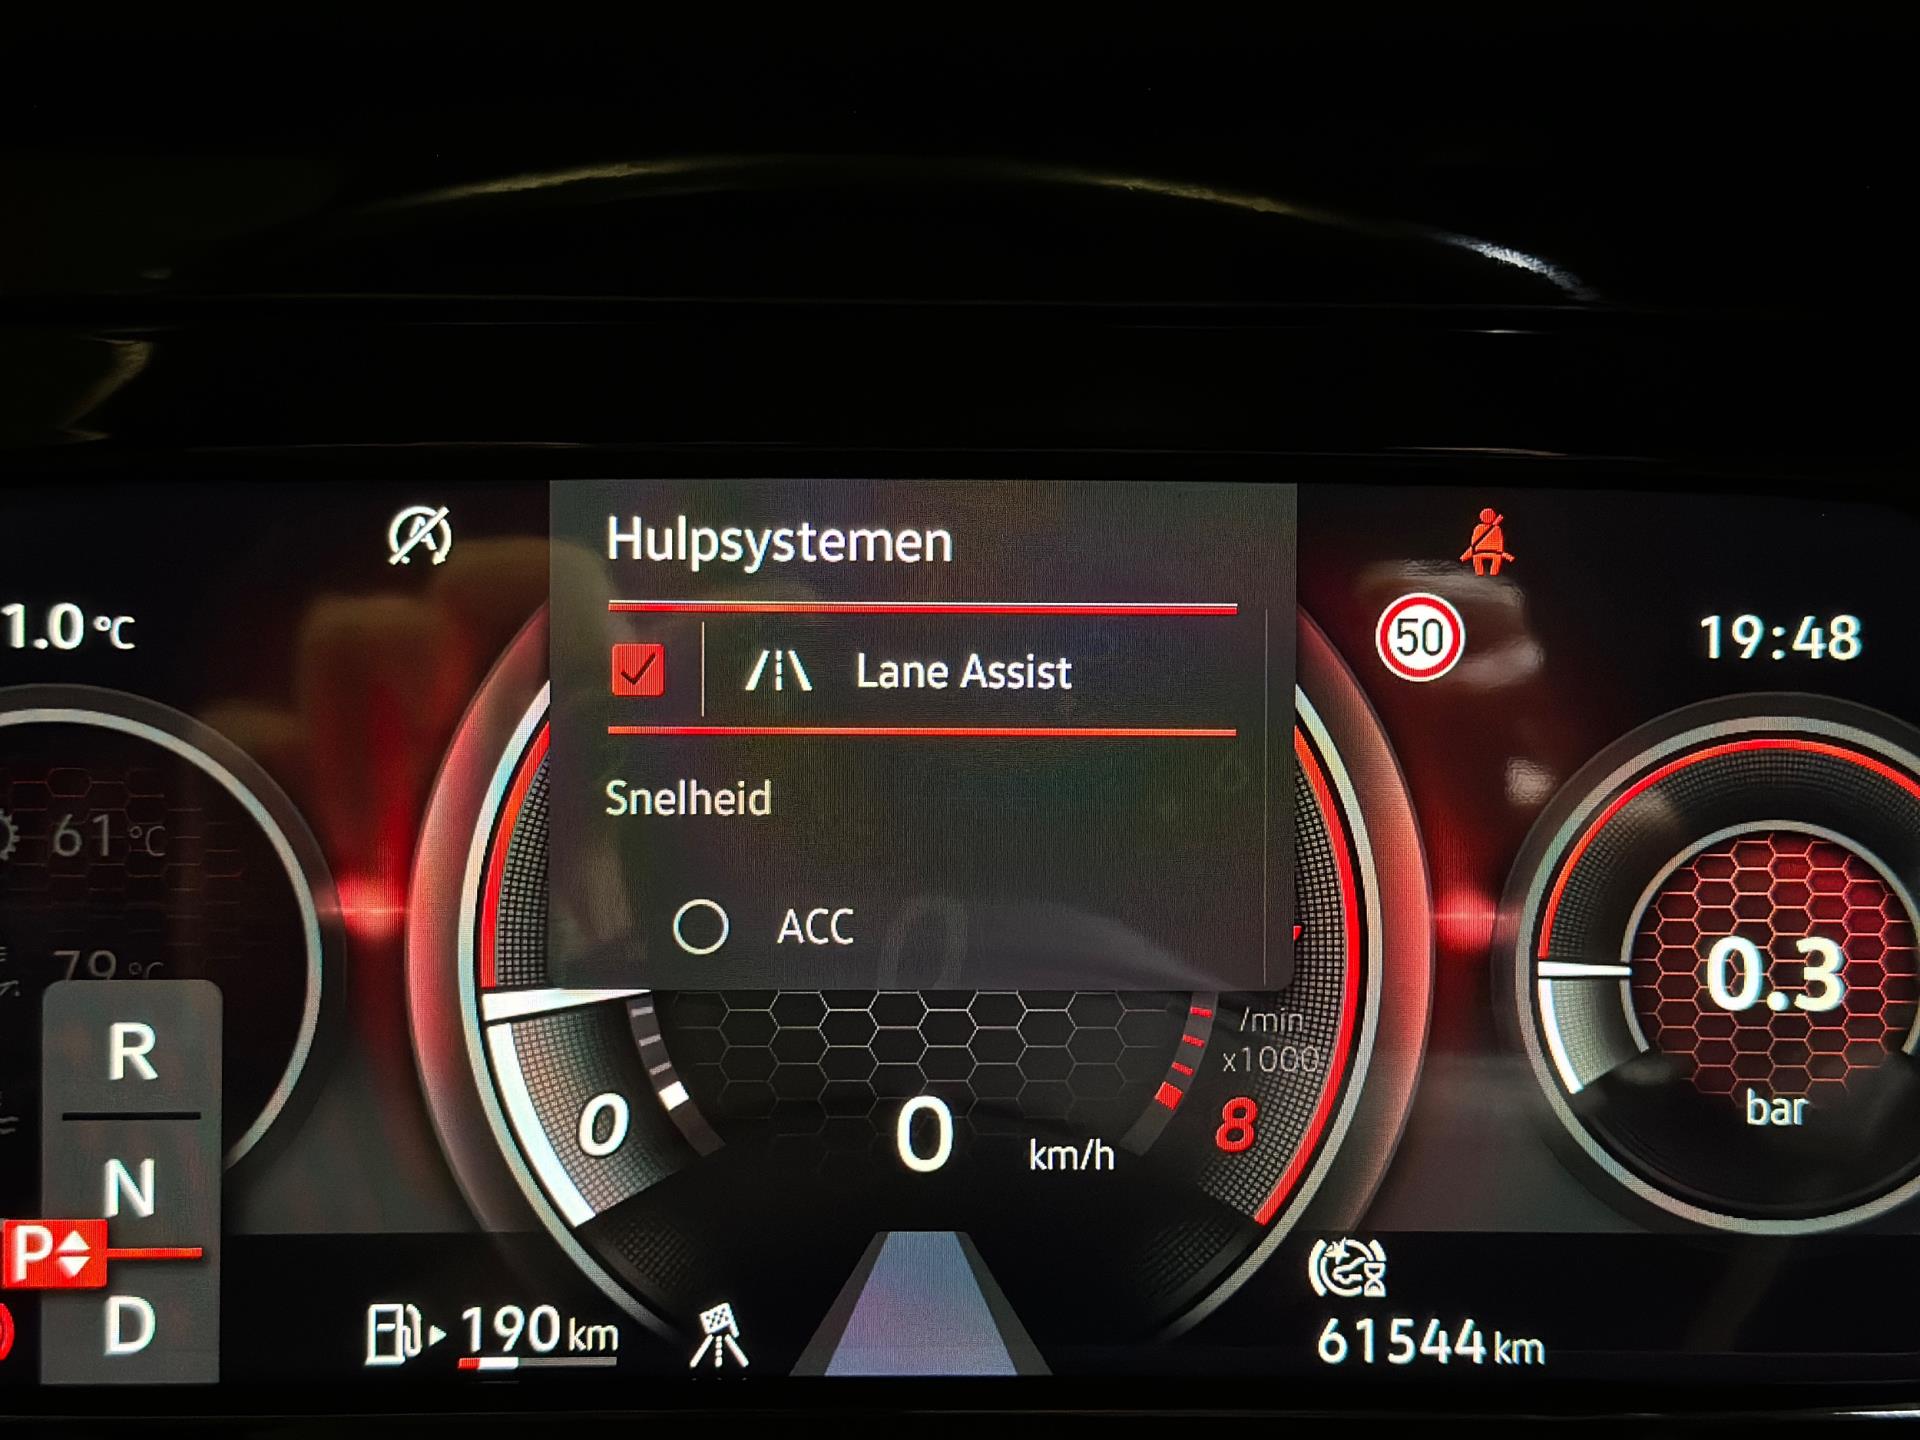 Hulpsystemen
50
1.0 °C
19:48
Lane Assist
Snelheid
61 °C
ACC
79 °C
0.3
bar
R
/min
x1000
0
0
km/h
8
N
P
D
190 km
61544 km